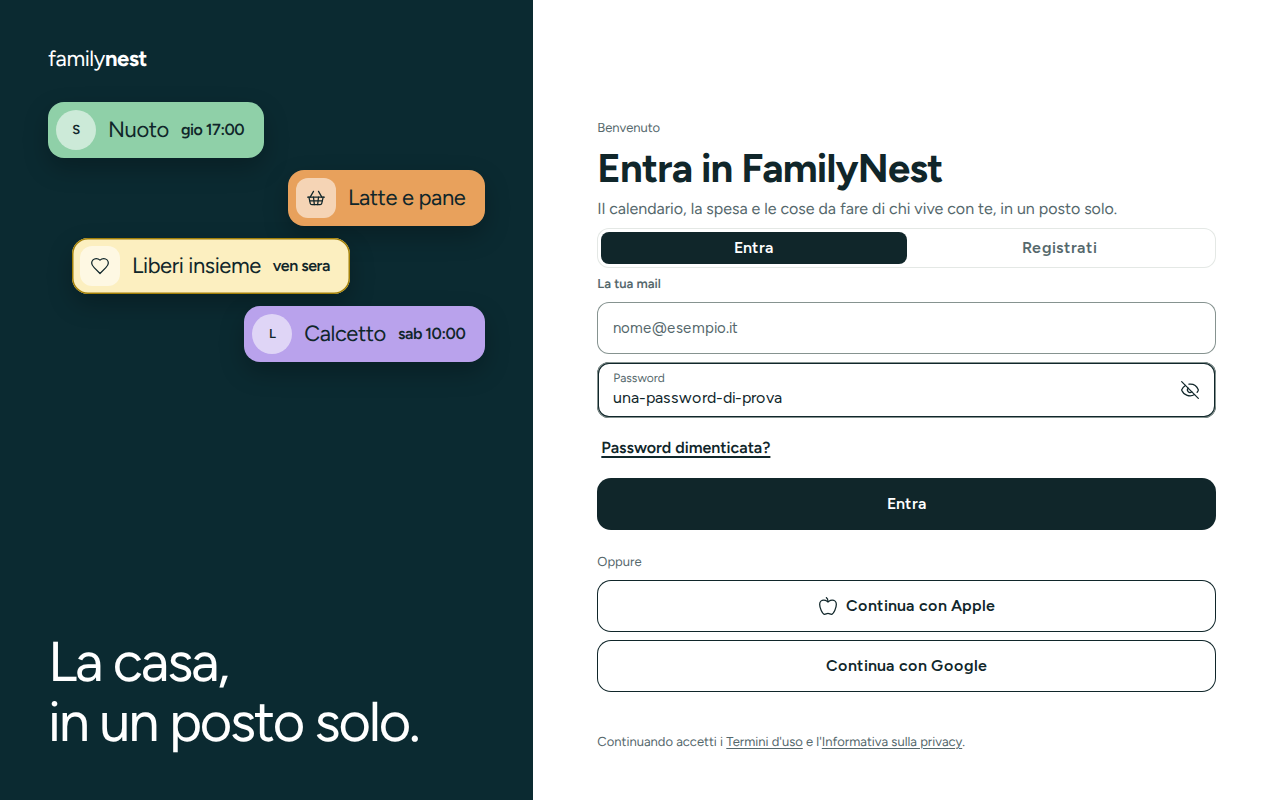 familynest
S Nuoto gio 17:00
Latte e pane
Liberi insieme ven sera
L Calcetto sab 10:00
La casa,
in un posto solo.
Benvenuto
Entra in FamilyNest
Il calendario, la spesa e le cose da fare di chi vive con te, in un posto solo.
Entra Registrati
La tua mail
nome@esempio.it
Password
una-password-di-prova
Password dimenticata?
Entra
Oppure
Continua con Apple
Continua con Google
Continuando accetti i Termini d'uso e l'Informativa sulla privacy.